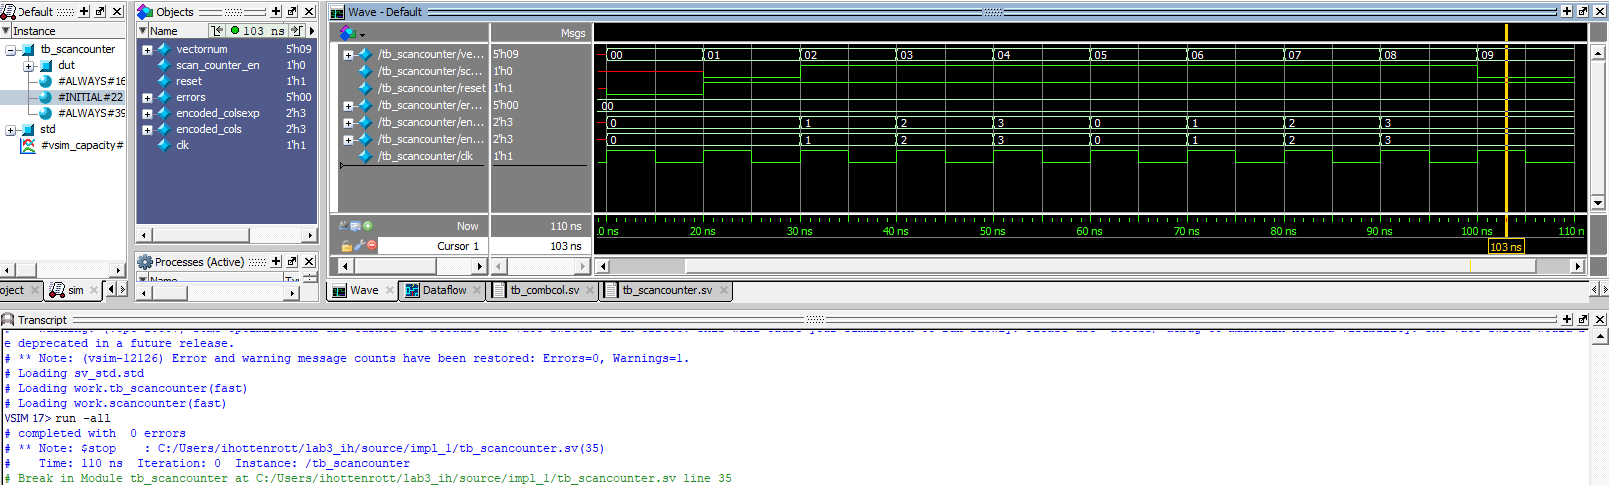 Default
Instance
tb_scancounter
dut
#ALWAYS#16
#INITIAL#22
#ALWAYS#39
std
#vsim_capacity#
oject
sim
Objects
Name
103 ns
vectornum 5'h09
scan_counter_en 1'h0
reset 1'h1
errors 5'h00
encoded_colsexp 2'h3
encoded_cols 2'h3
clk 1'h1
Processes (Active)
Name
Wave - Default
Msgs
/tb_scancounter/ve... 5'h09 00 01 02 03 04 05 06 07 08 09
/tb_scancounter/sc... 1'h0
/tb_scancounter/reset 1'h1
/tb_scancounter/er... 5'h00 00
/tb_scancounter/en... 2'h3 0 1 2 3 0 1 2 3
/tb_scancounter/en... 2'h3 0 1 2 3 0 1 2 3
/tb_scancounter/clk 1'h1
Now 110 ns
0 ns 20 ns 30 ns 40 ns 50 ns 60 ns 70 ns 80 ns 90 ns 100 ns 110 n
Cursor 1 103 ns
103 ns
Wave Dataflow tb_combcol.sv tb_scancounter.sv
Transcript
e deprecated in a future release.
# ** Note: (vsim-12126) Error and warning message counts have been restored: Errors=0, Warnings=1.
# Loading sv_std.std
# Loading work.tb_scancounter(fast)
# Loading work.scancounter(fast)
VSIM 17> run -all
# completed with  0 errors
# ** Note: $stop    : C:/Users/ihottenrott/lab3_ih/source/impl_1/tb_scancounter.sv(35)
#    Time: 110 ns  Iteration: 0  Instance: /tb_scancounter
# Break in Module tb_scancounter at C:/Users/ihottenrott/lab3_ih/source/impl_1/tb_scancounter.sv line 35